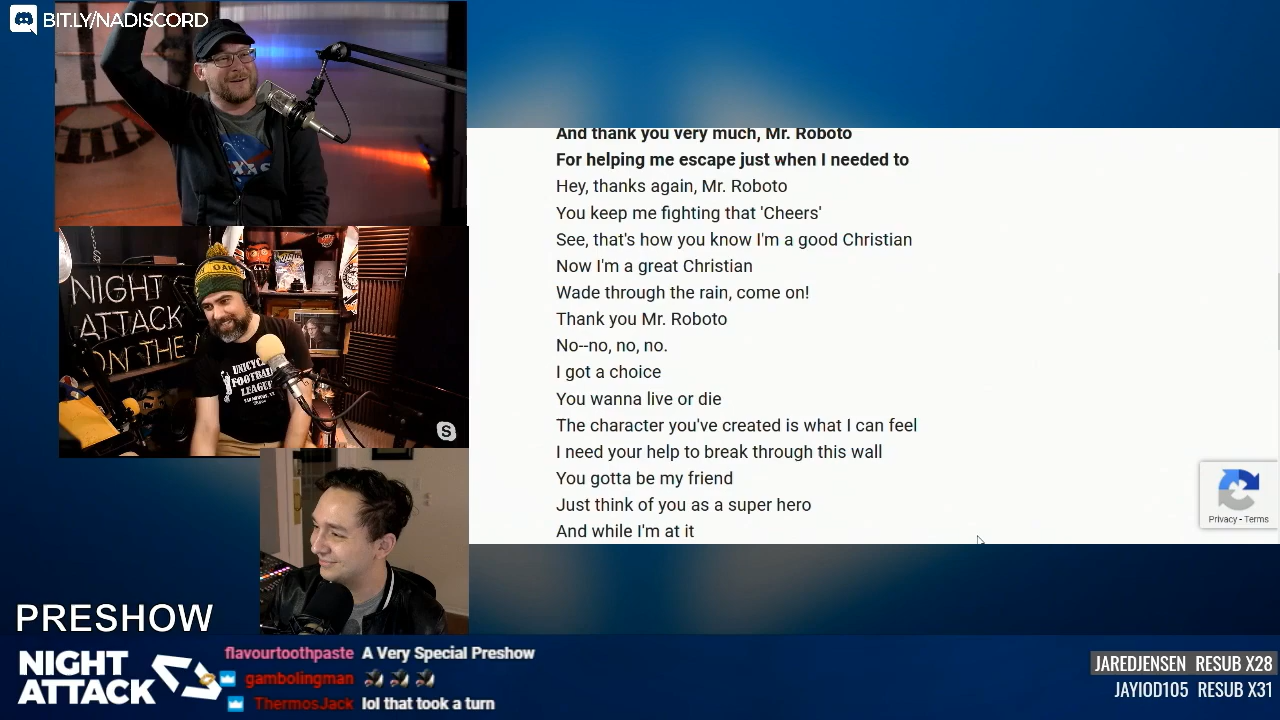 BIT.LY/NADISCORD
And thank you very much, Mr. Roboto
For helping me escape just when I needed to
Hey, thanks again, Mr. Roboto
You keep me fighting that 'Cheers'
See, that's how you know I'm a good Christian
Now I'm a great Christian
Wade through the rain, come on!
Thank you Mr. Roboto
No--no, no, no.
I got a choice
You wanna live or die
The character you've created is what I can feel
I need your help to break through this wall
You gotta be my friend
Just think of you as a super hero
And while I'm at it
Privacy - Terms
NIGHT
ATTACK
ON THE
UNICYCLE
FOOTBALL
LEAGUE
S
PRESHOW
NIGHT
ATTACK
flavourtoothpaste A Very Special Preshow
gambolingman
ThermosJack lol that took a turn
JAREDJENSEN RESUB X28
JAYIOD105 RESUB X31